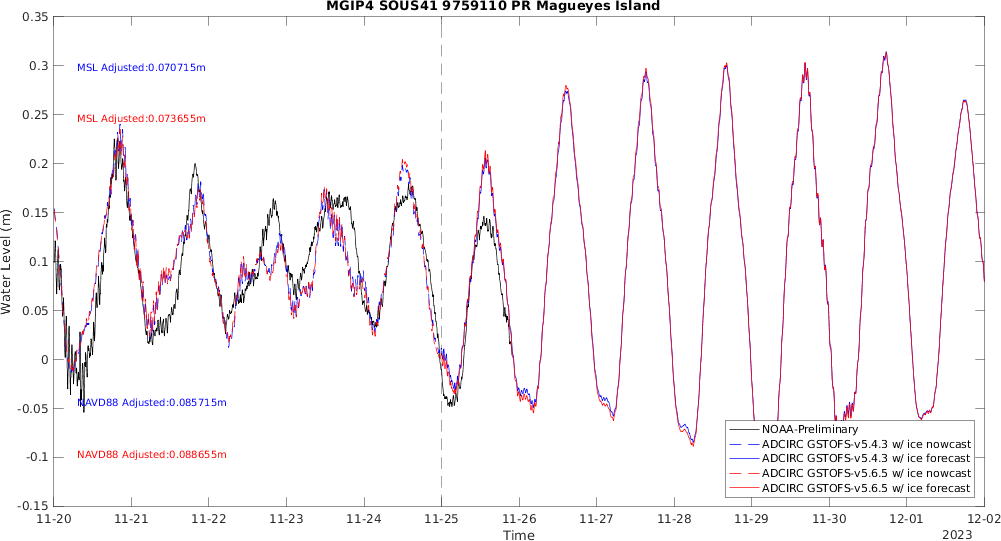 MGIP4 SOUS41 9759110 PR Magueyes Island
0.35
0.3
0.25
0.2
0.15
0.1
0.05
0
-0.05
-0.1
-0.15
Water Level (m)
MSL Adjusted:0.070715m
MSL Adjusted:0.073655m
NAVD88 Adjusted:0.085715m
NAVD88 Adjusted:0.088655m
NOAA-Preliminary
ADCIRC GSTOFS-v5.4.3 w/ ice nowcast
ADCIRC GSTOFS-v5.4.3 w/ ice forecast
ADCIRC GSTOFS-v5.6.5 w/ ice nowcast
ADCIRC GSTOFS-v5.6.5 w/ ice forecast
11-20 11-21 11-22 11-23 11-24 11-25 11-26 11-27 11-28 11-29 11-30 12-01 12-02
Time
2023